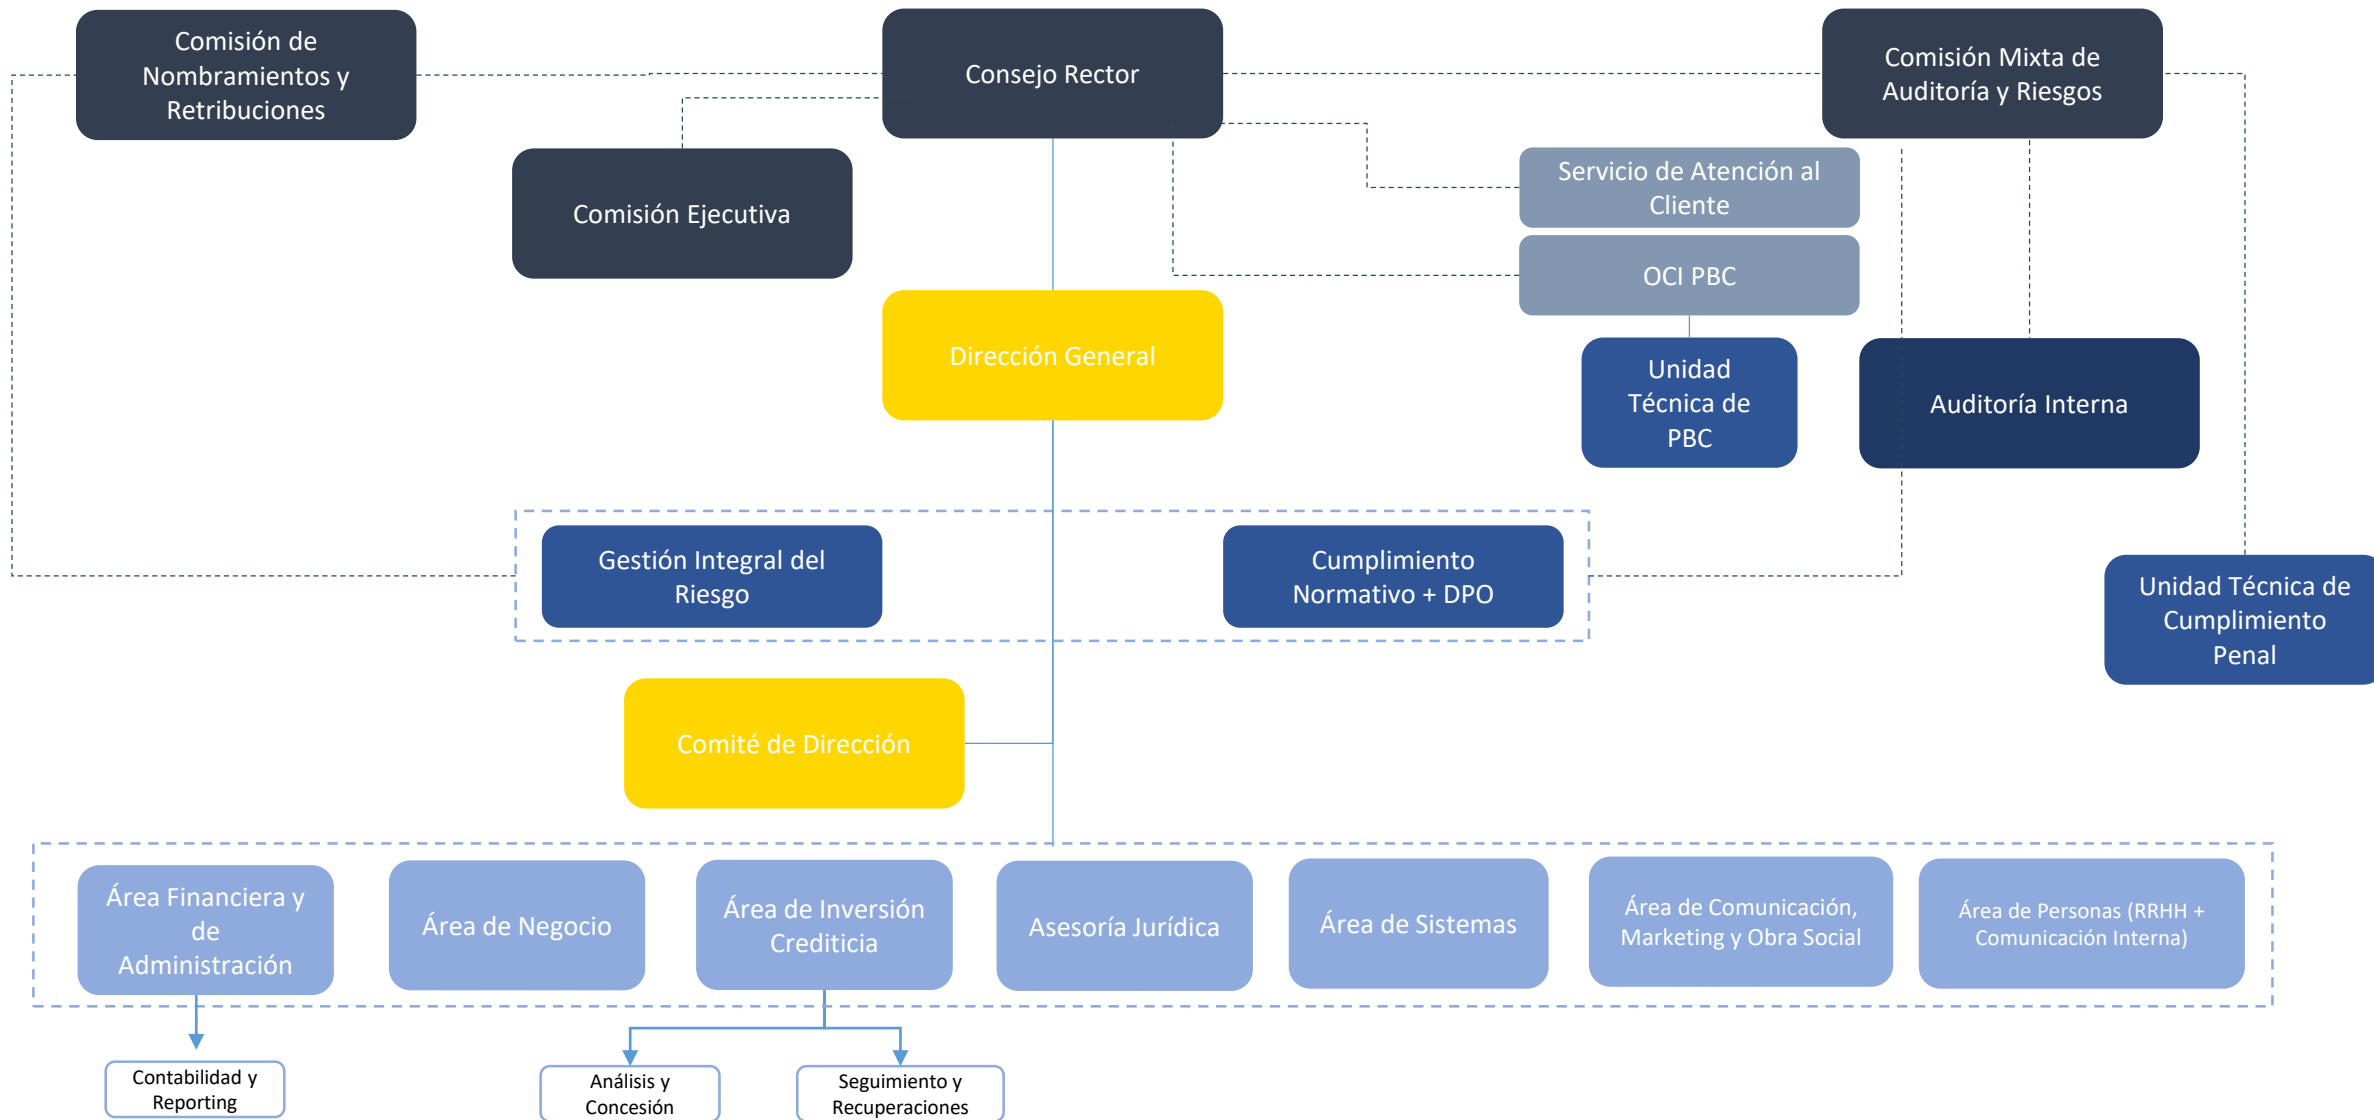 Comisión de
Nombramientos y
Retribuciones
Consejo Rector
Comisión Mixta de
Auditoría y Riesgos
Comisión Ejecutiva
Servicio de Atención al
Cliente
OCI PBC
Dirección General
Unidad
Técnica de
PBC
Auditoría Interna
Gestión Integral del
Riesgo
Cumplimiento
Normativo + DPO
Unidad Técnica de
Cumplimiento
Penal
Comité de Dirección
Área Financiera y
de
Administración
Área de Negocio
Área de Inversión
Crediticia
Asesoría Jurídica
Área de Sistemas
Área de Comunicación,
Marketing y Obra Social
Área de Personas (RRHH +
Comunicación Interna)
Contabilidad y
Reporting
Análisis y
Concesión
Seguimiento y
Recuperaciones